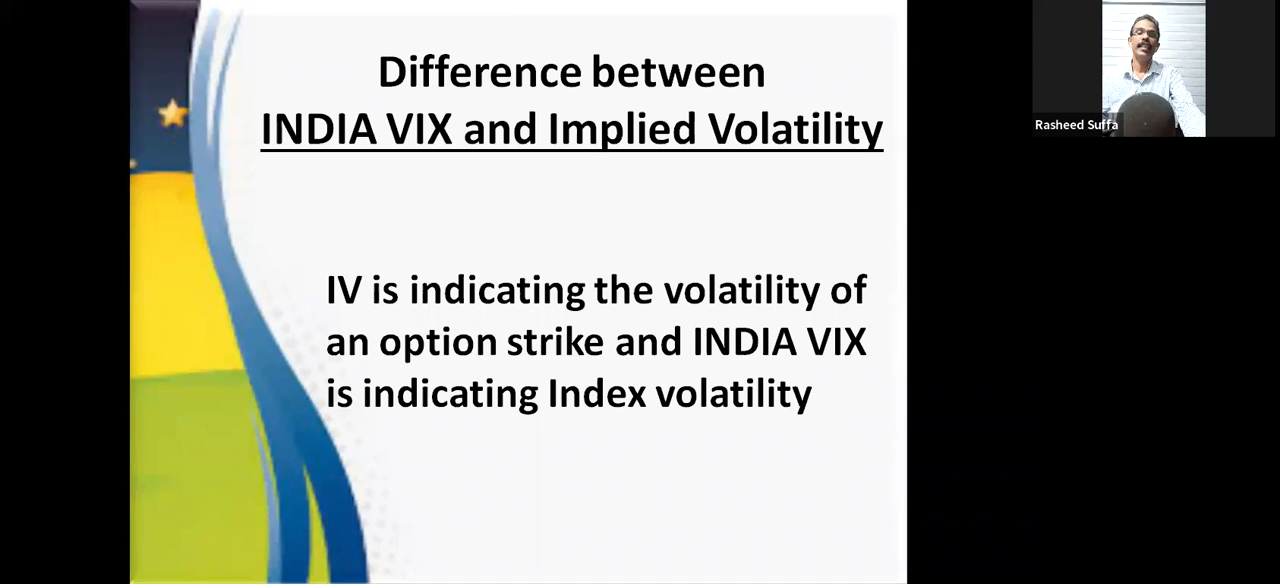 Difference between
INDIA VIX and Implied Volatility
IV is indicating the volatility of
an option strike and INDIA VIX
is indicating Index volatility
Rasheed Suffa